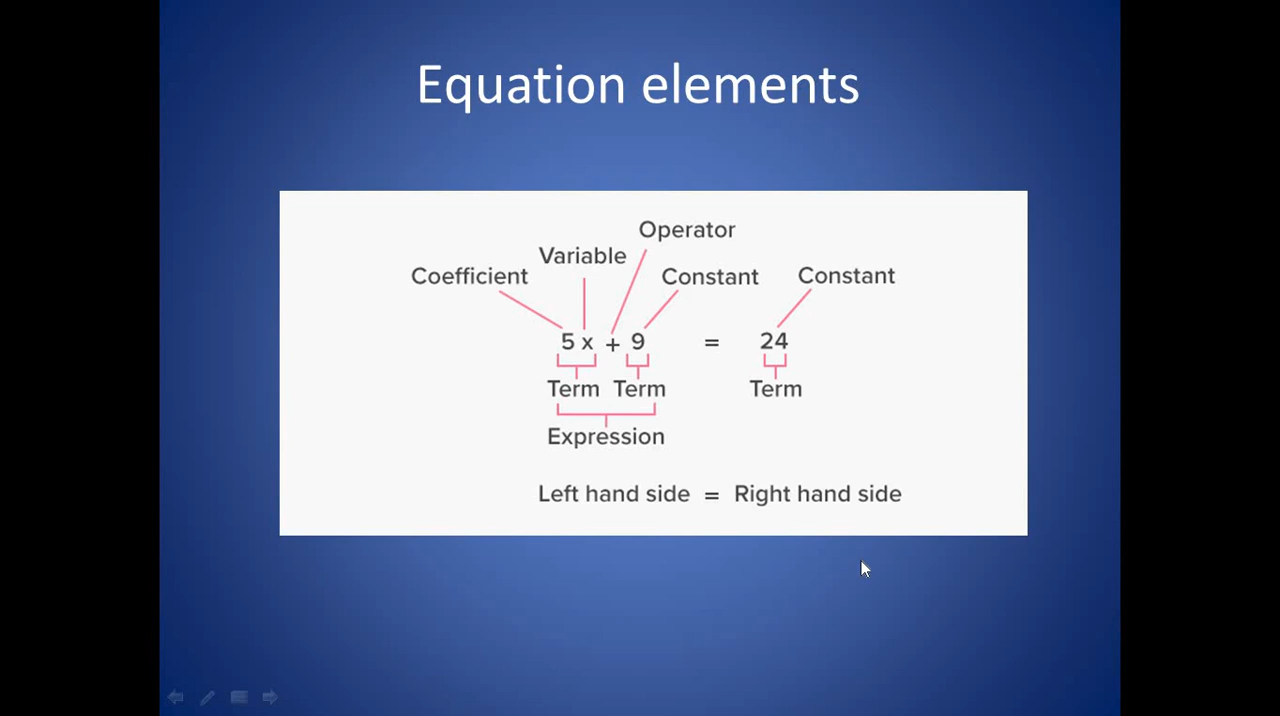 Equation elements
Operator
Variable
Coefficient Constant Constant
5 x + 9 = 24
Term Term Term
Expression
Left hand side = Right hand side